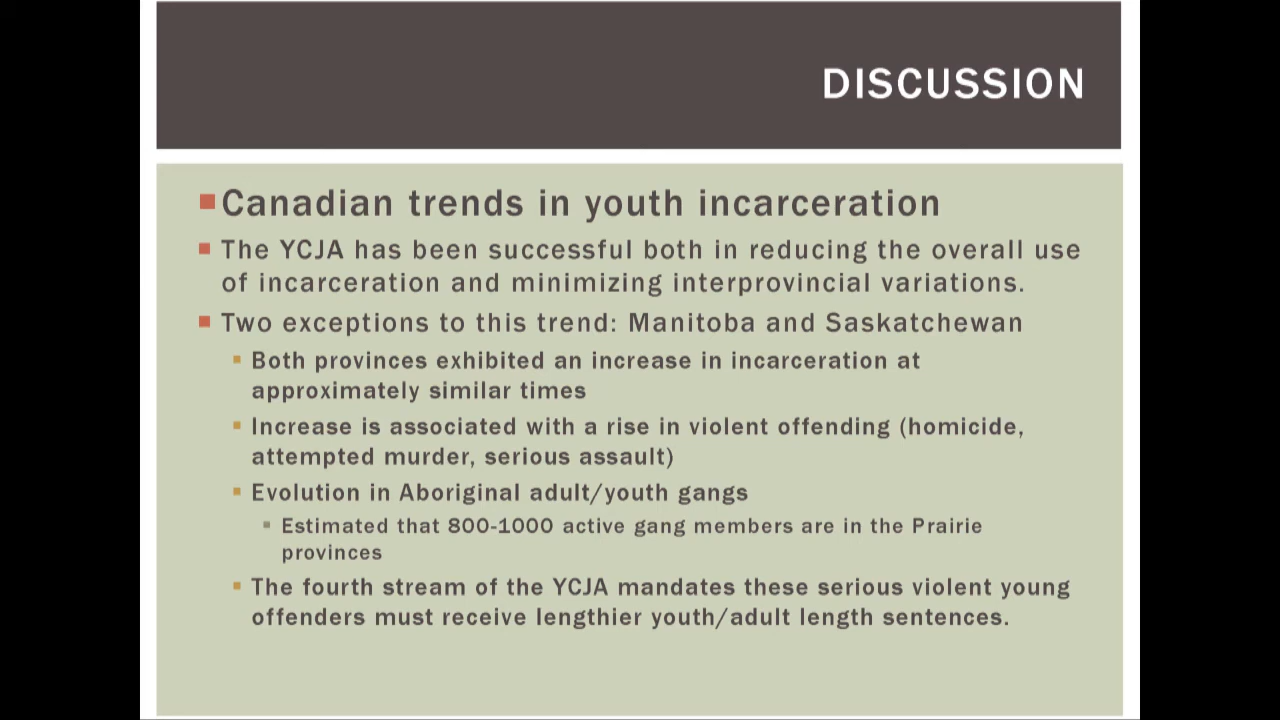 DISCUSSION
Canadian trends in youth incarceration
The YCJA has been successful both in reducing the overall use
of incarceration and minimizing interprovincial variations.
Two exceptions to this trend: Manitoba and Saskatchewan
Both provinces exhibited an increase in incarceration at
approximately similar times
Increase is associated with a rise in violent offending (homicide,
attempted murder, serious assault)
Evolution in Aboriginal adult/youth gangs
Estimated that 800-1000 active gang members are in the Prairie
provinces
The fourth stream of the YCJA mandates these serious violent young
offenders must receive lengthier youth/adult length sentences.